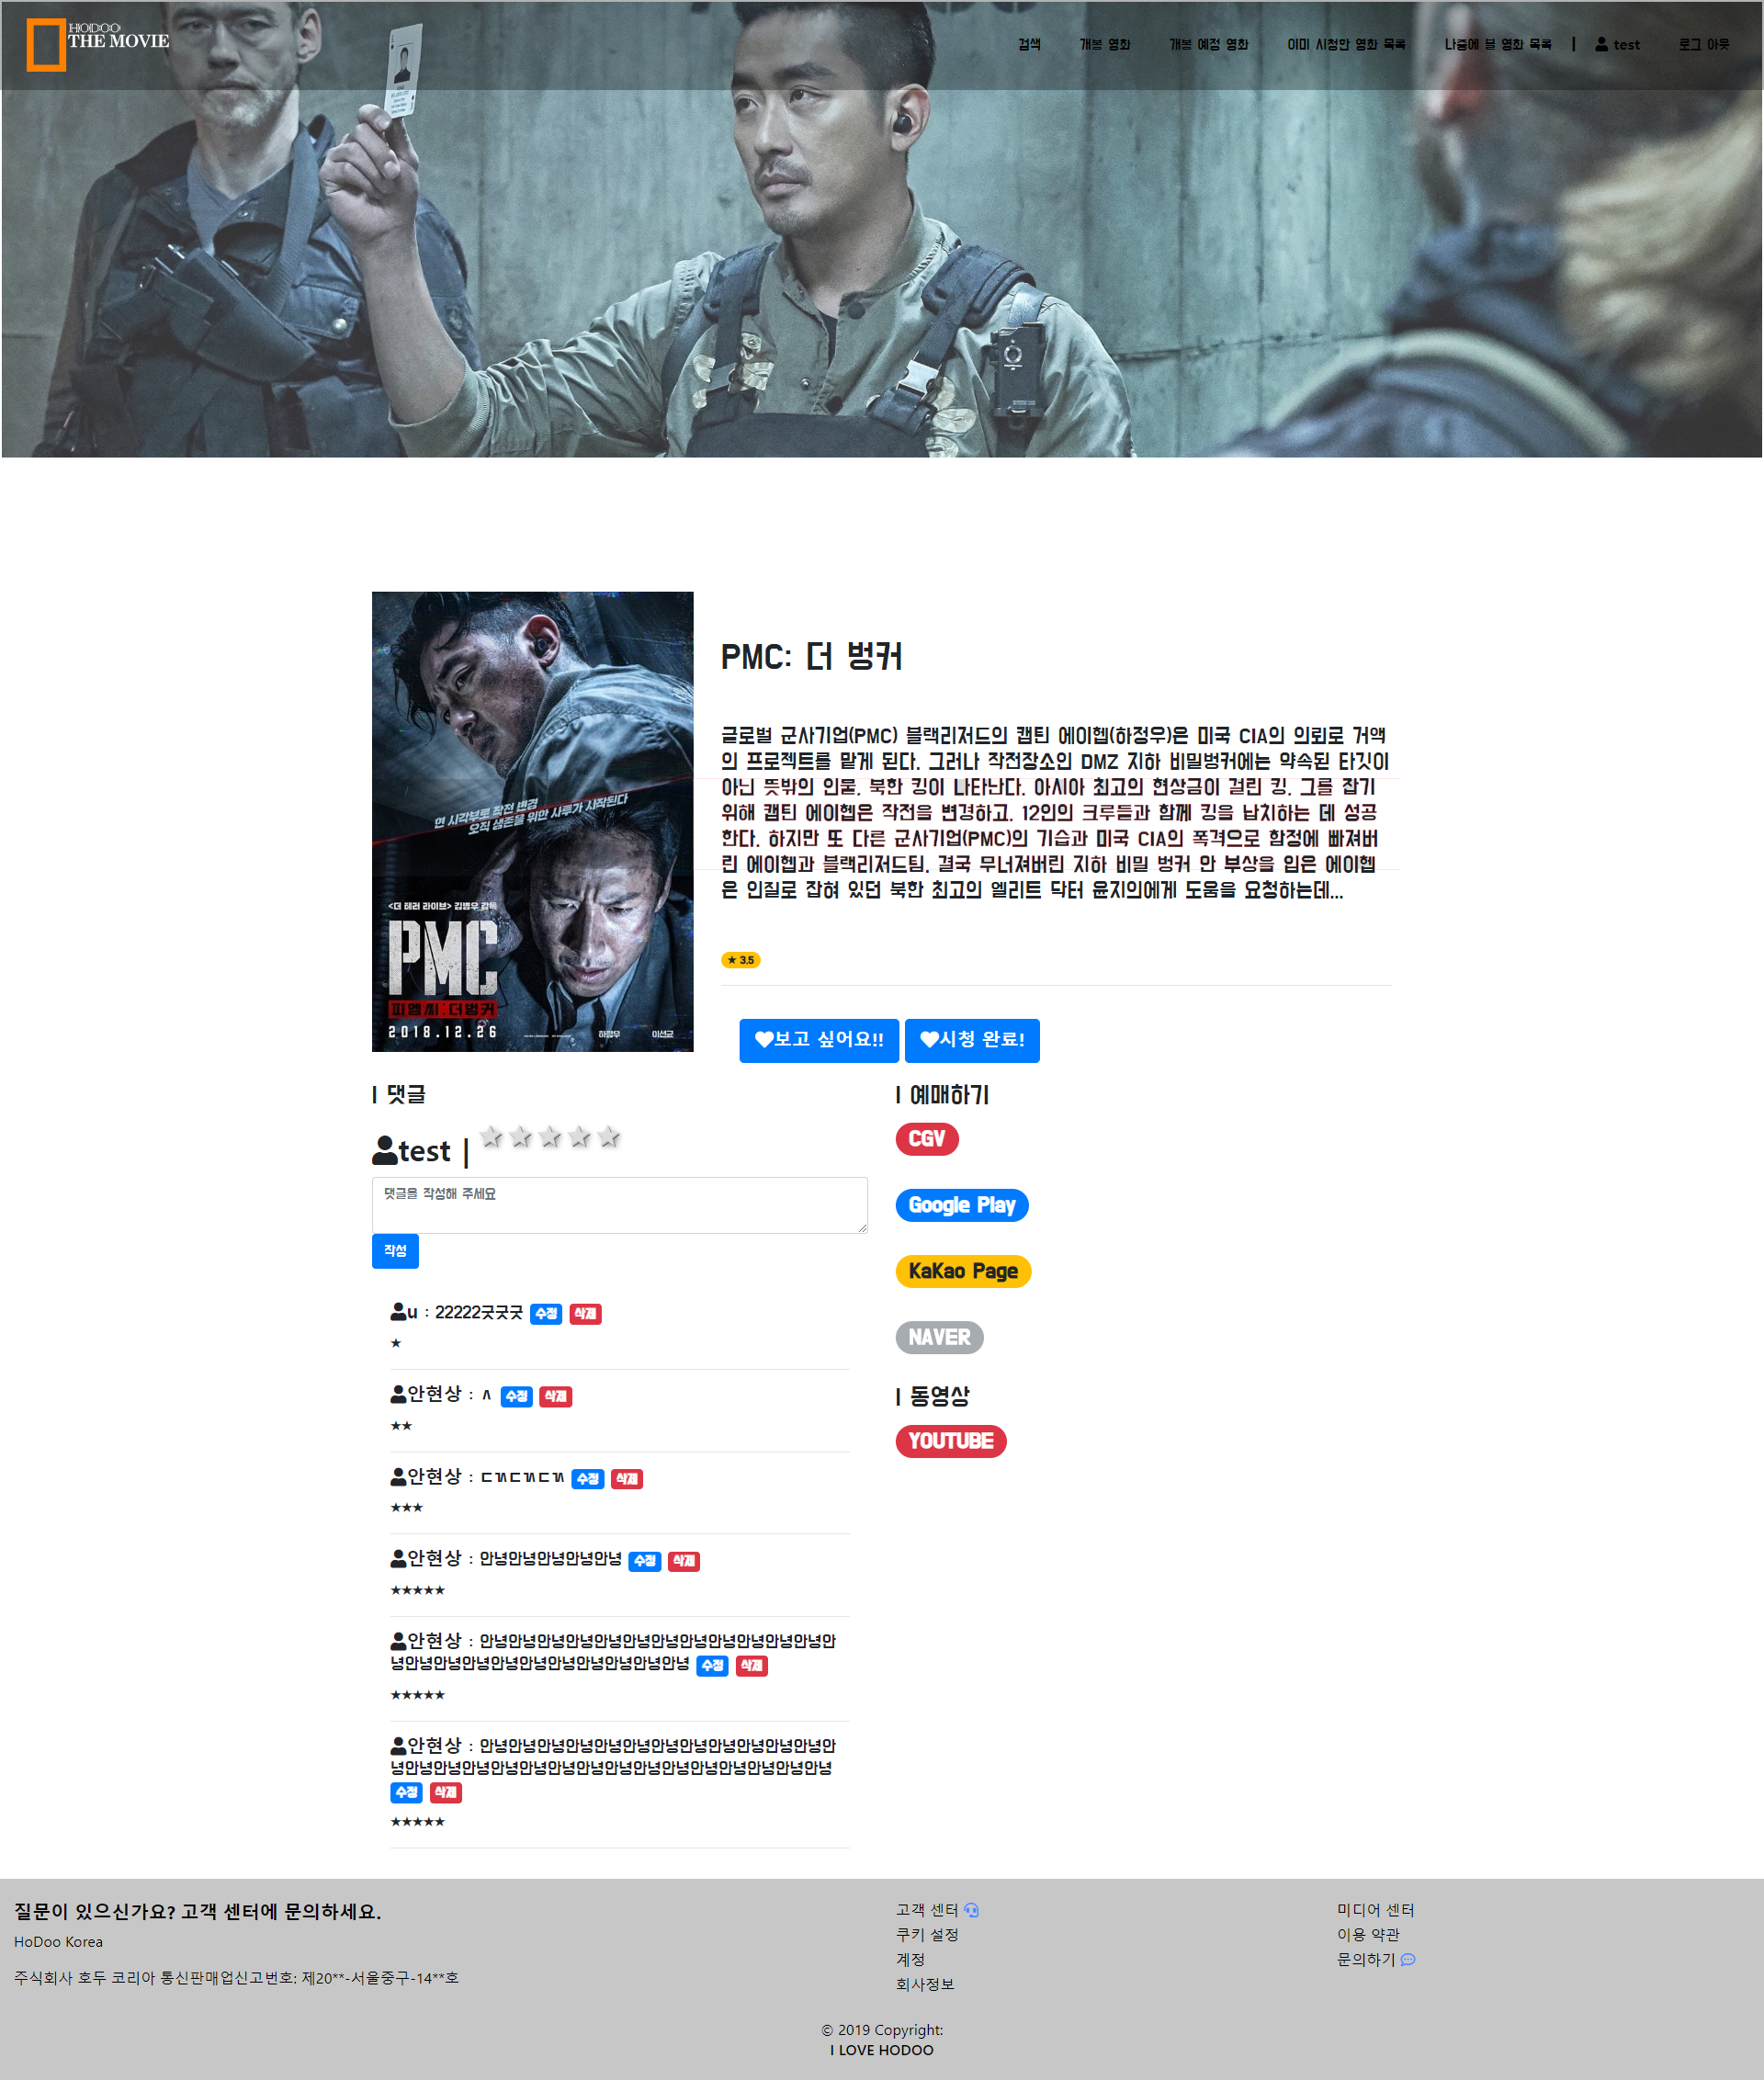 HODOO
THE MOVIE
검색 개봉 영화 개봉 예정 영화 이미 시청한 영화 목록 나중에 볼 영화 목록 | test 로그 아웃
PMC: 더 벙커
글로벌 군사기업(PMC) 블랙리저드의 캡틴 에이헵(하정우)은 미국 CIA의 의뢰로 거액
의 프로젝트를 맡게 된다. 그러나 작전장소인 DMZ 지하 비밀벙커에는 약속된 타깃이
아닌 뜻밖의 인물, 북한 킹이 나타난다. 아시아 최고의 현상금이 걸린 킹. 그를 잡기
위해 캡틴 에이헵은 작전을 변경하고, 12인의 크루들과 함께 킹을 납치하는 데 성공
한다. 하지만 또 다른 군사기업(PMC)의 기습과 미국 CIA의 폭격으로 함정에 빠져버
린 에이헵과 블랙리저드팀. 결국 무너져버린 지하 비밀 벙커 안 부상을 입은 에이헵
은 인질로 잡혀 있던 북한 최고의 엘리트 닥터 윤지의에게 도움을 요청하는데...
면 시각부로 작전 변경
오직 생존을 위한 사투가 시작된다
<더 테러 라이브> 김병우 감독
PMC
피엠씨:더벙커
2018.12.26
하정우 이선균
★ 3.5
보고 싶어요!! 시청 완료!
| 댓글
test | ★★★★★
댓글을 작성해 주세요
작성
u : 22222굿굿굿 수정 삭제
★
안현상 : ㅅ 수정 삭제
★★
안현상 : ㄷㄳㄷㄳㄷㄳ 수정 삭제
★★★
안현상 : 안녕안녕안녕안녕안녕 수정 삭제
★★★★★
안현상 : 안녕안녕안녕안녕안녕안녕안녕안녕안녕안녕안녕안녕안
녕안녕안녕안녕안녕안녕안녕안녕안녕안녕안녕 수정 삭제
★★★★★
안현상 : 안녕안녕안녕안녕안녕안녕안녕안녕안녕안녕안녕안녕안
녕안녕안녕안녕안녕안녕안녕안녕안녕안녕안녕안녕안녕안녕안녕안녕
수정 삭제
★★★★★
| 예매하기
CGV
Google Play
KaKao Page
NAVER
| 동영상
YOUTUBE
질문이 있으신가요? 고객 센터에 문의하세요.
HoDoo Korea
주식회사 호두 코리아 통신판매업신고번호: 제20**-서울중구-14**호
고객 센터
쿠키 설정
계정
회사정보
미디어 센터
이용 약관
문의하기
© 2019 Copyright:
I LOVE HODOO